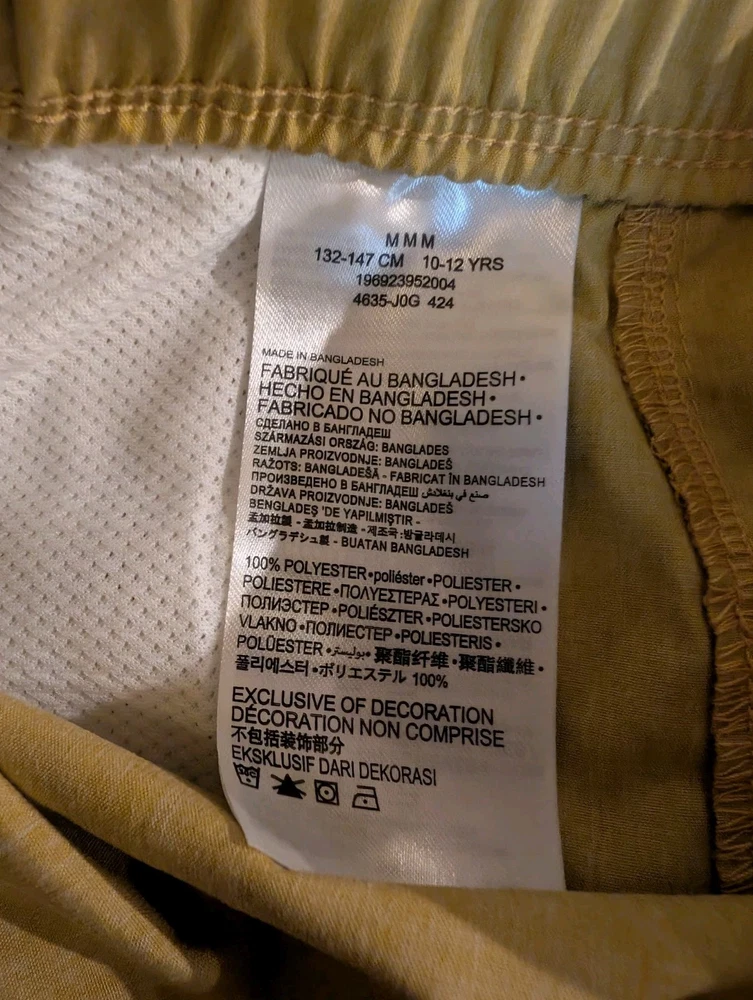 M M M
132-147 CM 10-12 YRS
196923952004
4635-J0G 424
MADE IN BANGLADESH
FABRIQUÉ AU BANGLADESH •
HECHO EN BANGLADESH •
FABRICADO NO BANGLADESH •
СДЕЛАНО В БАНГЛАДЕШ
SZÁRMAZÁSI ORSZÁG: BANGLADES
ZEMLJA PROIZVODNJE: BANGLADEŠ
RAŽOTS: BANGLADEŠĀ - FABRICAT ÎN BANGLADESH
ПРОИЗВЕДЕНО В БАНГЛАДЕШ صنع في بنغلادش
DRŽAVA PROIZVODNJE: BANGLADEŠ
BENGLADEŞ 'DE YAPILMIŞTIR -
孟加拉製 - 孟加拉制造 - 제조국:방글라데시
バングラデシュ製 - BUATAN BANGLADESH
100% POLYESTER•poliéster•POLIESTER •
POLIESTERE •ΠΟΛΥΕΣΤΕΡΑΣ •POLYESTERI •
ПОЛИЭСТЕР •POLIÉSZTER •POLIESTERSKO
VLAKNO •ПОЛИЕСТЕР •POLIESTERIS •
POLÜESTER •بوليستر• 聚酯纤维 •聚酯纖維 •
폴리에스터 •ポリエステル 100%
EXCLUSIVE OF DECORATION
DÉCORATION NON COMPRISE
不包括装饰部分
EKSKLUSIF DARI DEKORASI